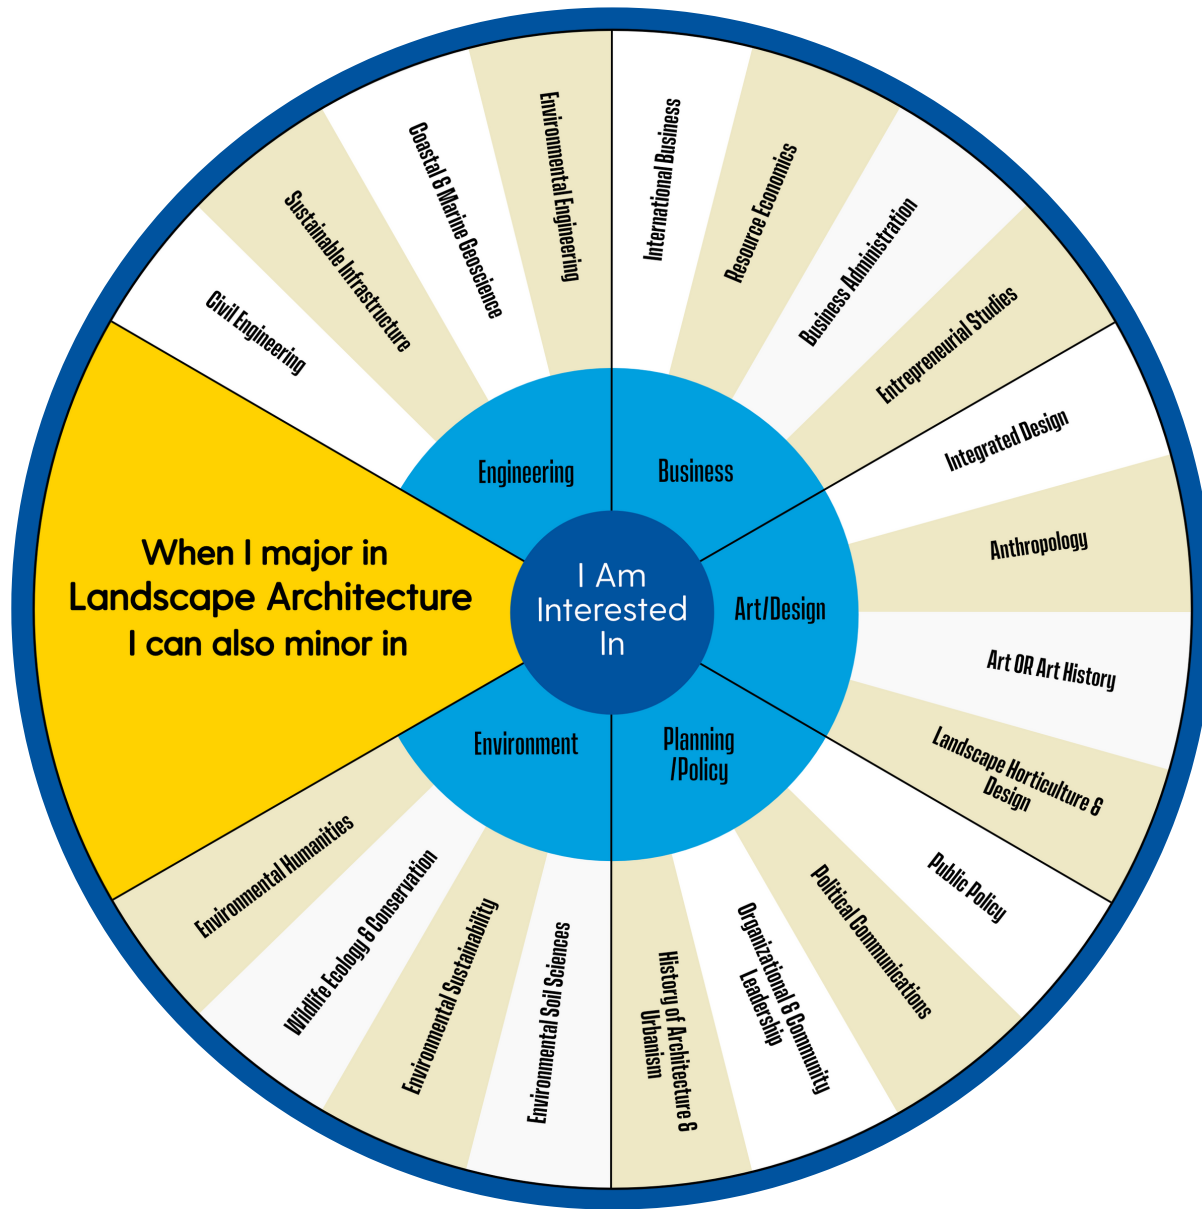 When I major in
Landscape Architecture
I can also minor in
I Am
Interested
In
Engineering
Civil Engineering
Sustainable Infrastructure
Coastal & Marine Geoscience
Environmental Engineering
Business
International Business
Resource Economics
Business Administration
Entrepreneurial Studies
Art/Design
Integrated Design
Anthropology
Art OR Art History
Landscape Horticulture &
Design
Planning
/Policy
Public Policy
Political Communications
Organizational & Community
Leadership
History of Architecture &
Urbanism
Environment
Environmental Soil Sciences
Environmental Sustainability
Wildlife Ecology & Conservation
Environmental Humanities